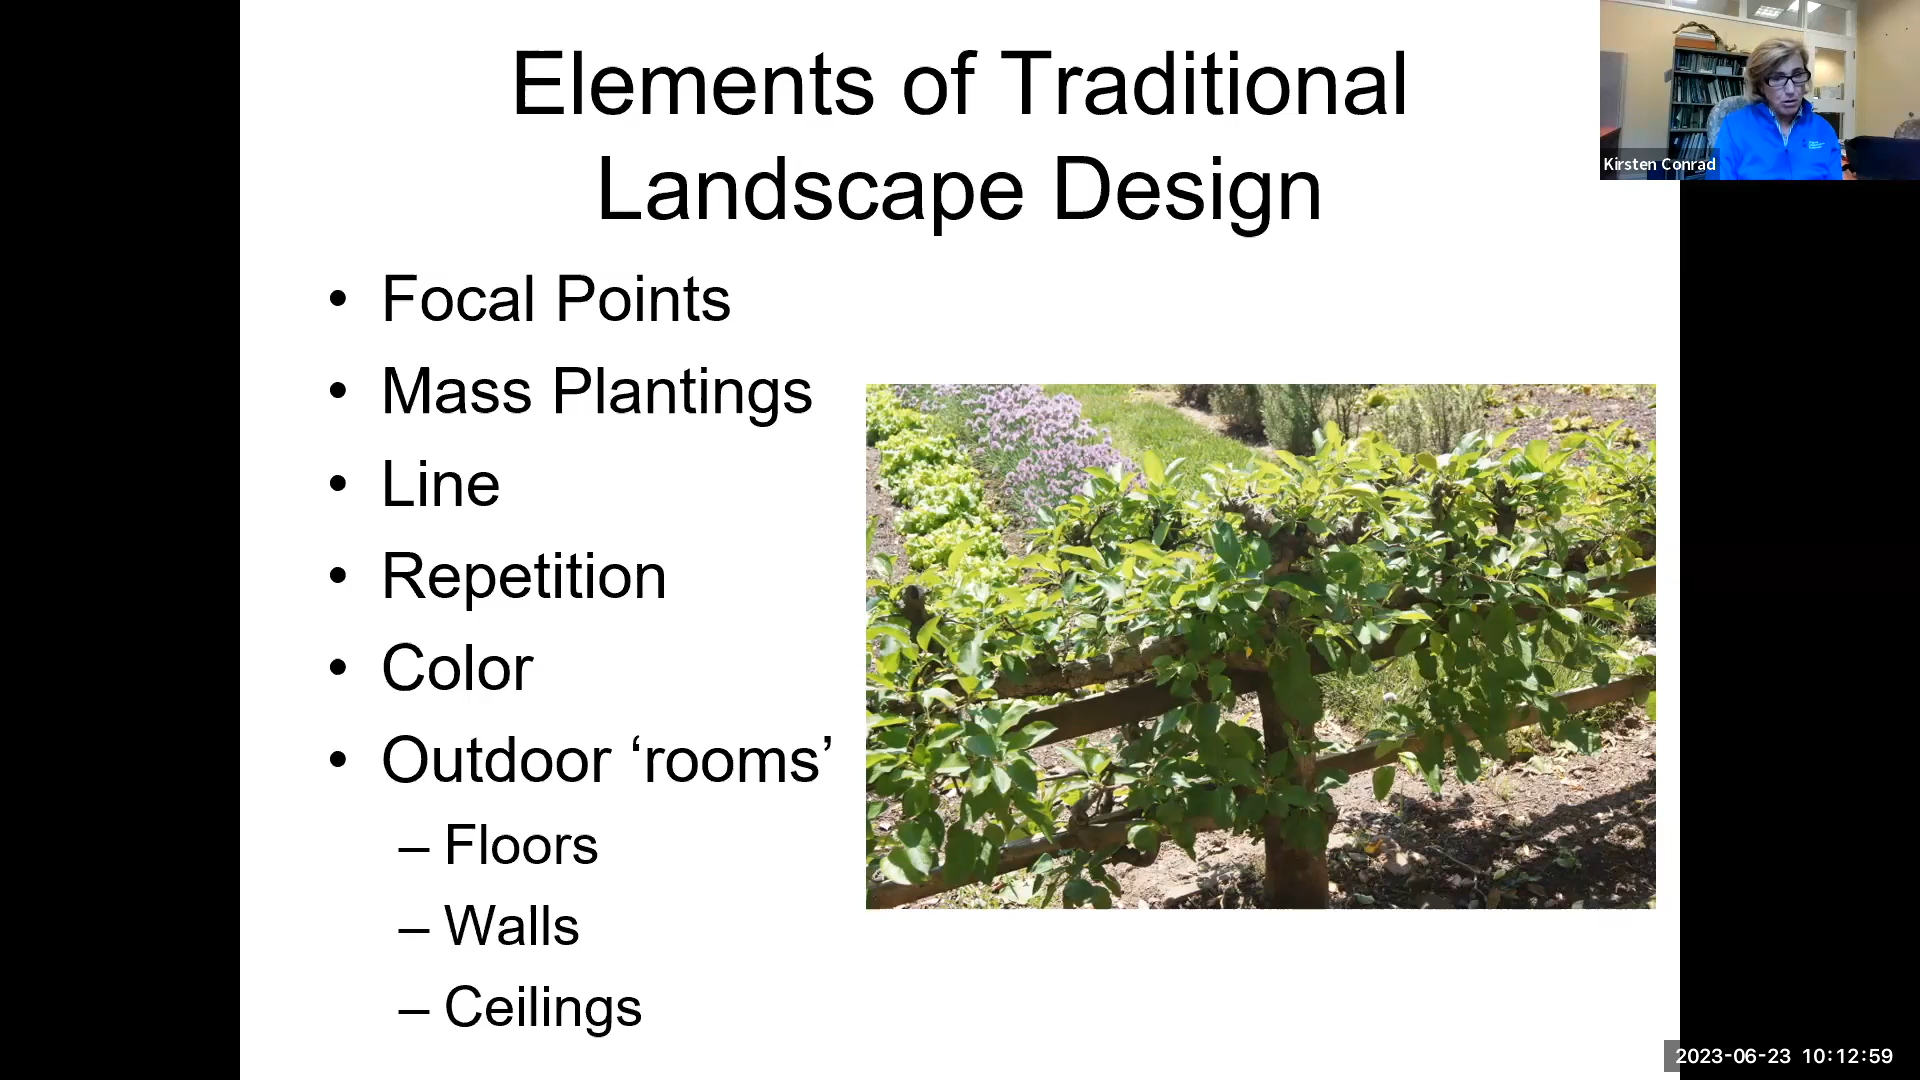 Elements of Traditional
Landscape Design
• Focal Points
• Mass Plantings
• Line
• Repetition
• Color
• Outdoor ‘rooms’
– Floors
– Walls
– Ceilings
Kirsten Conrad
2023-06-23 10:12:59